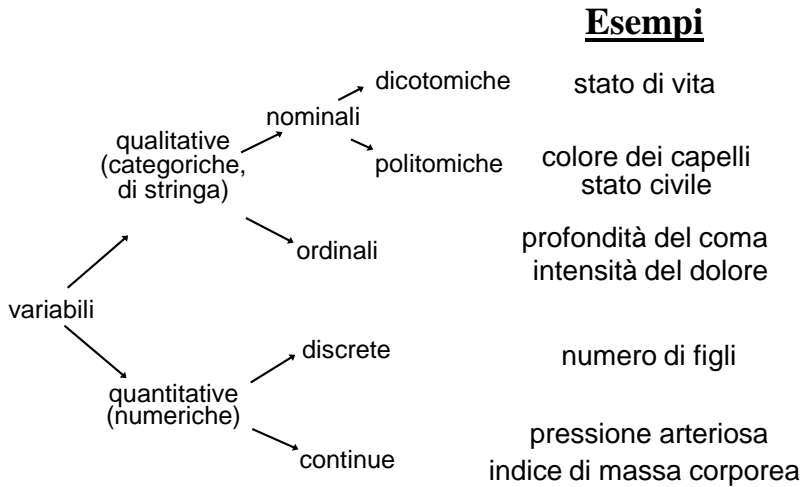 Esempi
dicotomiche
stato di vita
nominali
qualitative
(categoriche,
di stringa)
politomiche
colore dei capelli
stato civile
ordinali
profondità del coma
intensità del dolore
variabili
discrete
numero di figli
quantitative
(numeriche)
continue
pressione arteriosa
indice di massa corporea